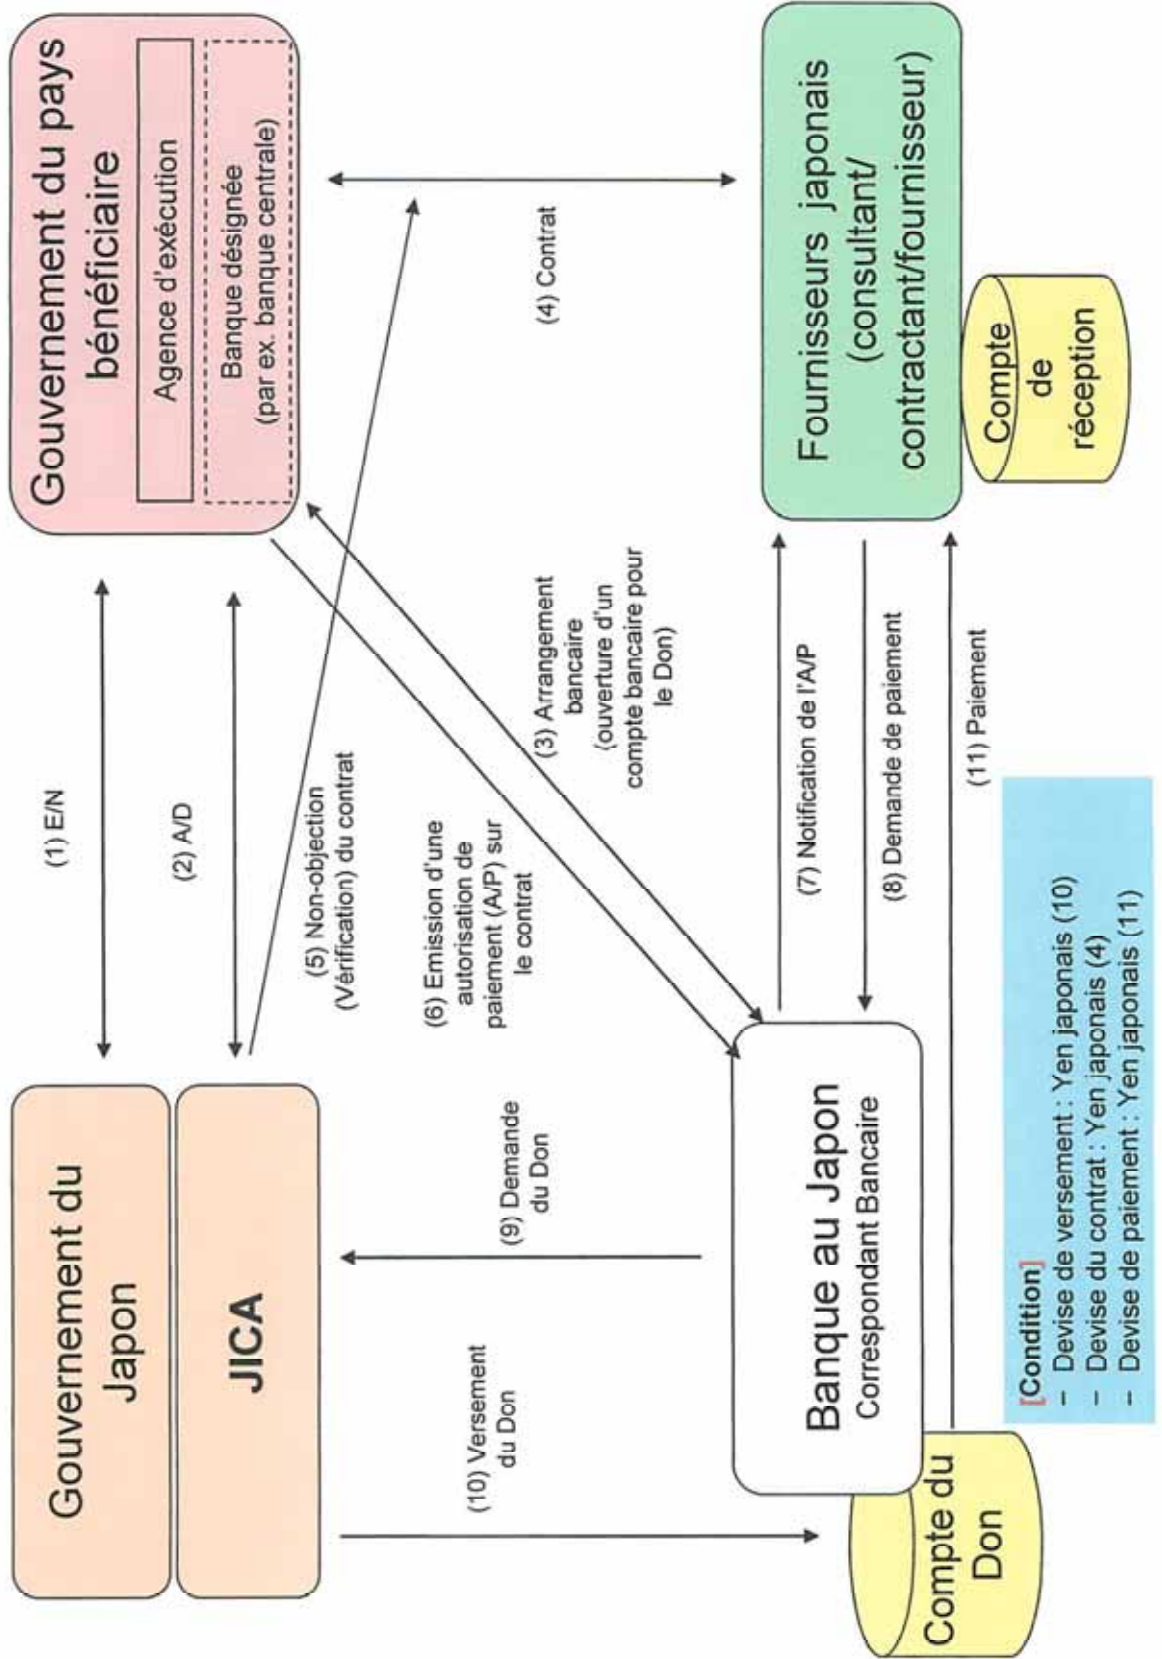 Gouvernement du
Japon
JICA
(1) E/N
(2) A/D
Gouvernement du pays
bénéficiaire
Agence d'exécution
Banque désignée
(par ex. banque centrale)
(5) Non-objection
(Vérification) du contrat
(6) Emission d'une
autorisation de
paiement (A/P) sur
le contrat
(3) Arrangement
bancaire
(ouverture d'un
compte bancaire pour
le Don)
(4) Contrat
(9) Demande
du Don
(10) Versement
du Don
Banque au Japon
Correspondant Bancaire
Compte du
Don
(7) Notification de l'A/P
(8) Demande de paiement
(11) Paiement
Fournisseurs japonais
(consultant/
contractant/fournisseur)
Compte
de
réception
[Condition]
– Devise de versement : Yen japonais (10)
– Devise du contrat : Yen japonais (4)
– Devise de paiement : Yen japonais (11)